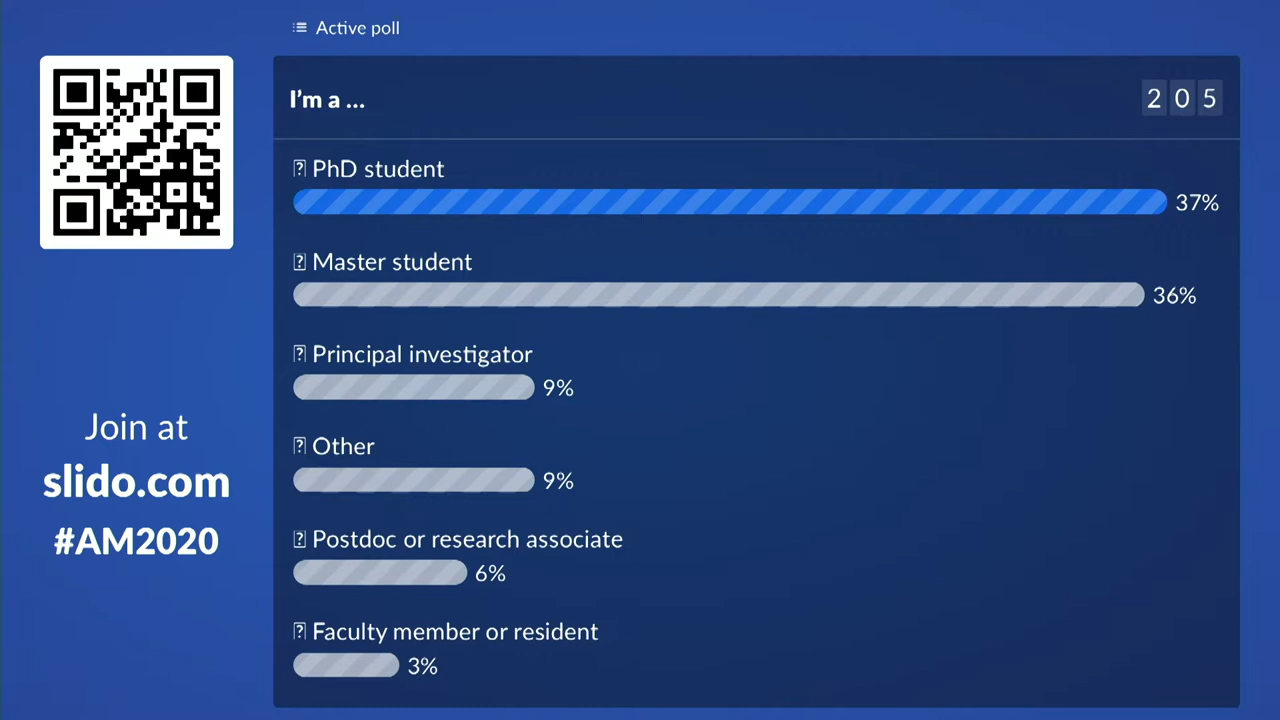 Active poll
I'm a ...
205
PhD student
37%
Master student
36%
Principal investigator
9%
Other
9%
Postdoc or research associate
6%
Faculty member or resident
3%
Join at
slido.com
#AM2020